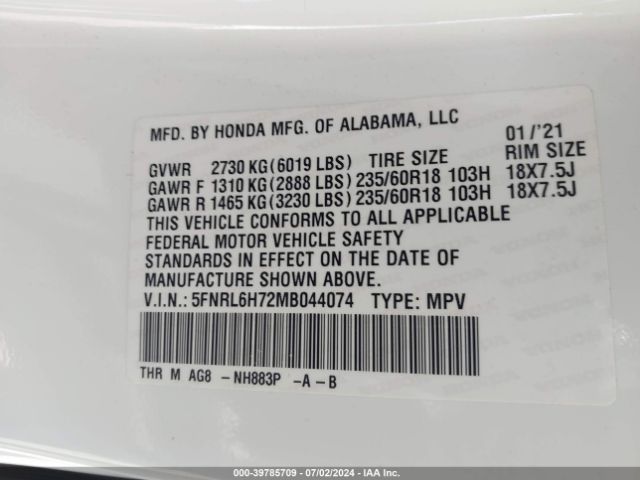 MFD. BY HONDA MFG. OF ALABAMA, LLC 01/'21
GVWR 2730 KG(6019 LBS) TIRE SIZE RIM SIZE
GAWR F 1310 KG(2888 LBS) 235/60R18 103H 18X7.5J
GAWR R 1465 KG(3230 LBS) 235/60R18 103H 18X7.5J
THIS VEHICLE CONFORMS TO ALL APPLICABLE
FEDERAL MOTOR VEHICLE SAFETY
STANDARDS IN EFFECT ON THE DATE OF
MANUFACTURE SHOWN ABOVE.
V.I.N.: 5FNRL6H72MB044074 TYPE: MPV
THR M AG8 -NH883P -A-B
000-39785709 - 07/02/2024 - IAA Inc.